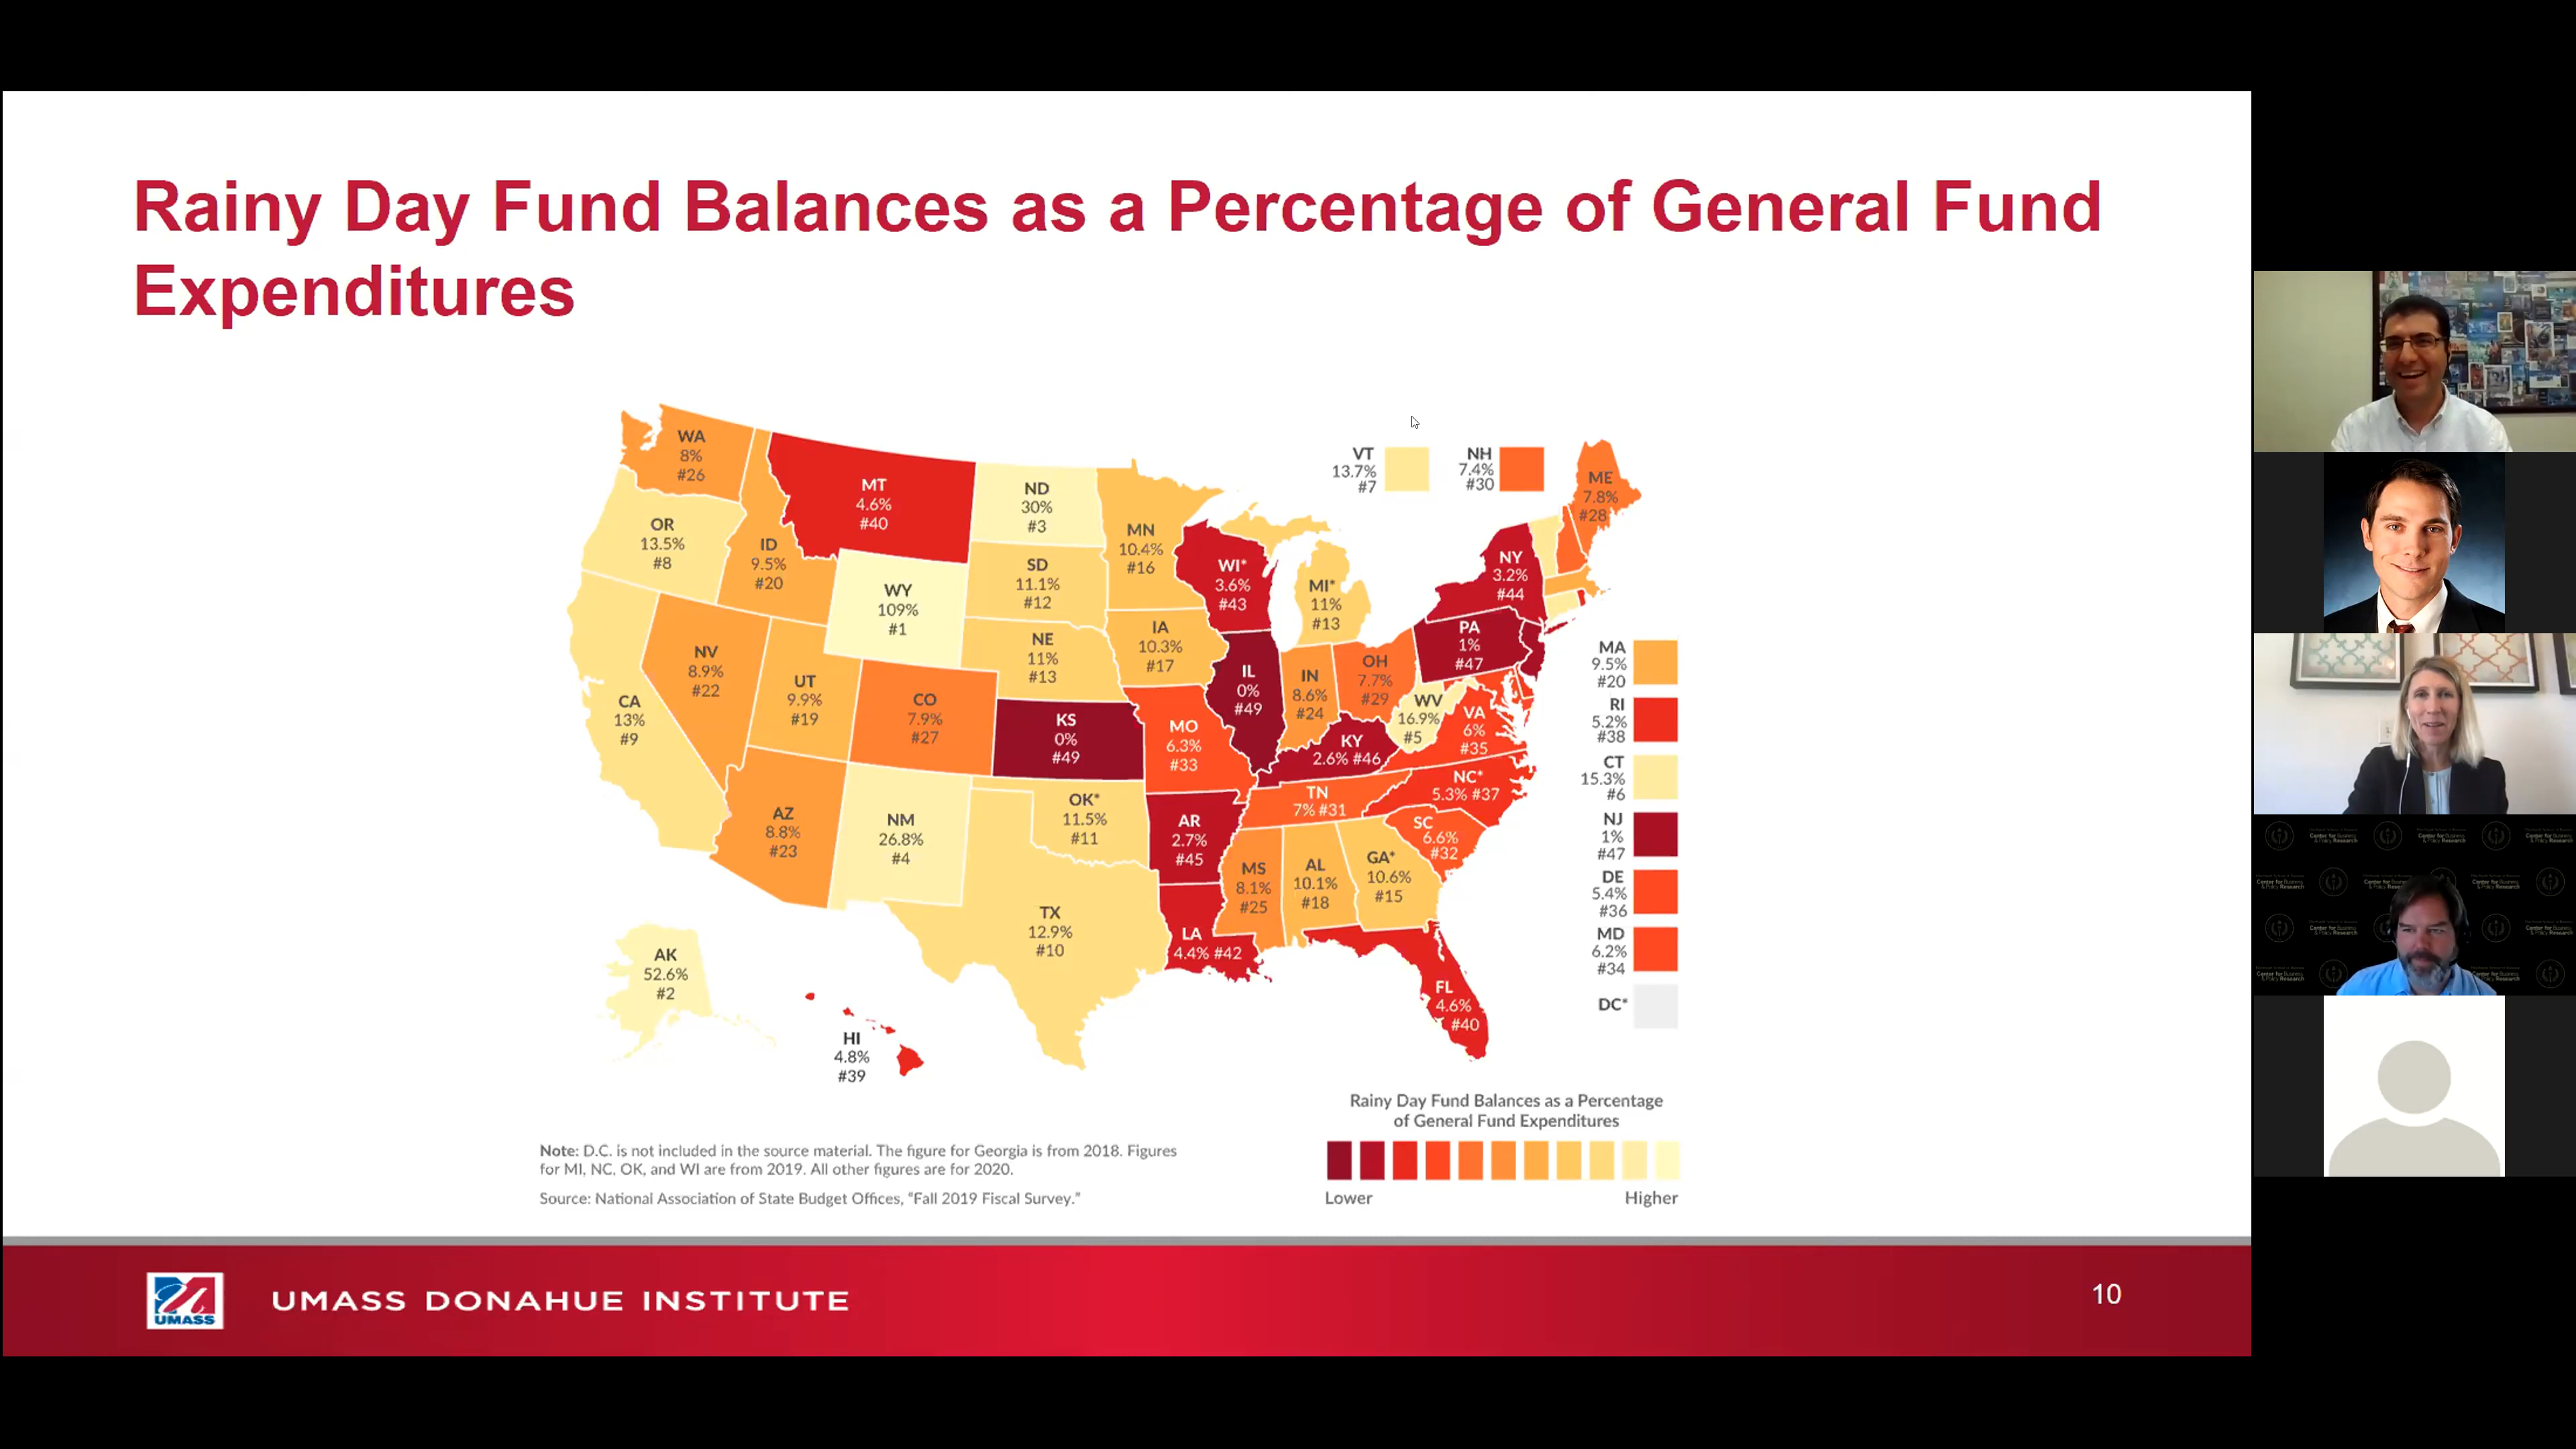 Rainy Day Fund Balances as a Percentage of General Fund
Expenditures
WA
8%
#26
OR
13.5%
#8
ID
9.5%
#20
MT
4.6%
#40
WY
109%
#1
ND
30%
#3
SD
11.1%
#12
NE
11%
#13
MN
10.4%
#16
IA
10.3%
#17
WI*
3.6%
#43
MI*
11%
#13
VT
13.7%
#7
NH
7.4%
#30
ME
7.8%
#28
NY
3.2%
#44
PA
1%
#47
CA
13%
#9
NV
8.9%
#22
UT
9.9%
#19
CO
7.9%
#27
KS
0%
#49
MO
6.3%
#33
IL
0%
#49
IN
8.6%
#24
OH
7.7%
#29
WV
16.9%
#5
VA
6%
#35
KY
2.6% #46
NC*
5.3% #37
TN
7% #31
SC
6.6%
#32
AZ
8.8%
#23
NM
26.8%
#4
OK*
11.5%
#11
TX
12.9%
#10
AR
2.7%
#45
LA
4.4% #42
MS
8.1%
#25
AL
10.1%
#18
GA*
10.6%
#15
FL
4.6%
#40
AK
52.6%
#2
HI
4.8%
#39
MA
9.5%
#20
RI
5.2%
#38
CT
15.3%
#6
NJ
1%
#47
DE
5.4%
#36
MD
6.2%
#34
DC*
Rainy Day Fund Balances as a Percentage
of General Fund Expenditures
Lower
Higher
Note: D.C. is not included in the source material. The figure for Georgia is from 2018. Figures
for MI, NC, OK, and WI are from 2019. All other figures are for 2020.
Source: National Association of State Budget Offices, “Fall 2019 Fiscal Survey.”
UMASS
UMASS DONAHUE INSTITUTE
10
Center for Business
& Policy Research